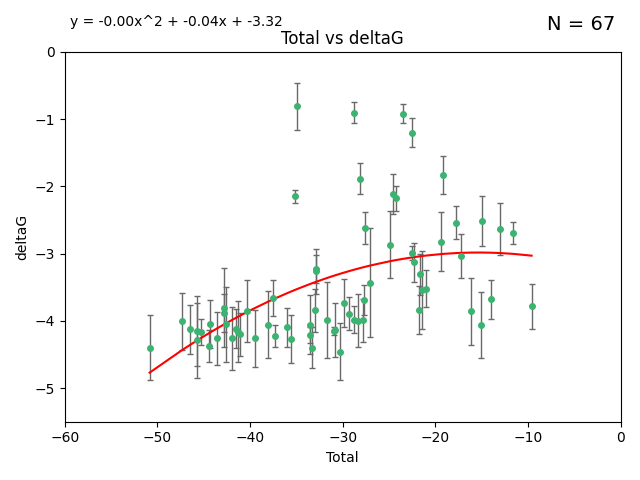 y = -0.00x^2 + -0.04x + -3.32
N = 67
Total vs deltaG
0
−1
−2
−3
−4
−5
deltaG
−60 −50 −40 −30 −20 −10 0
Total